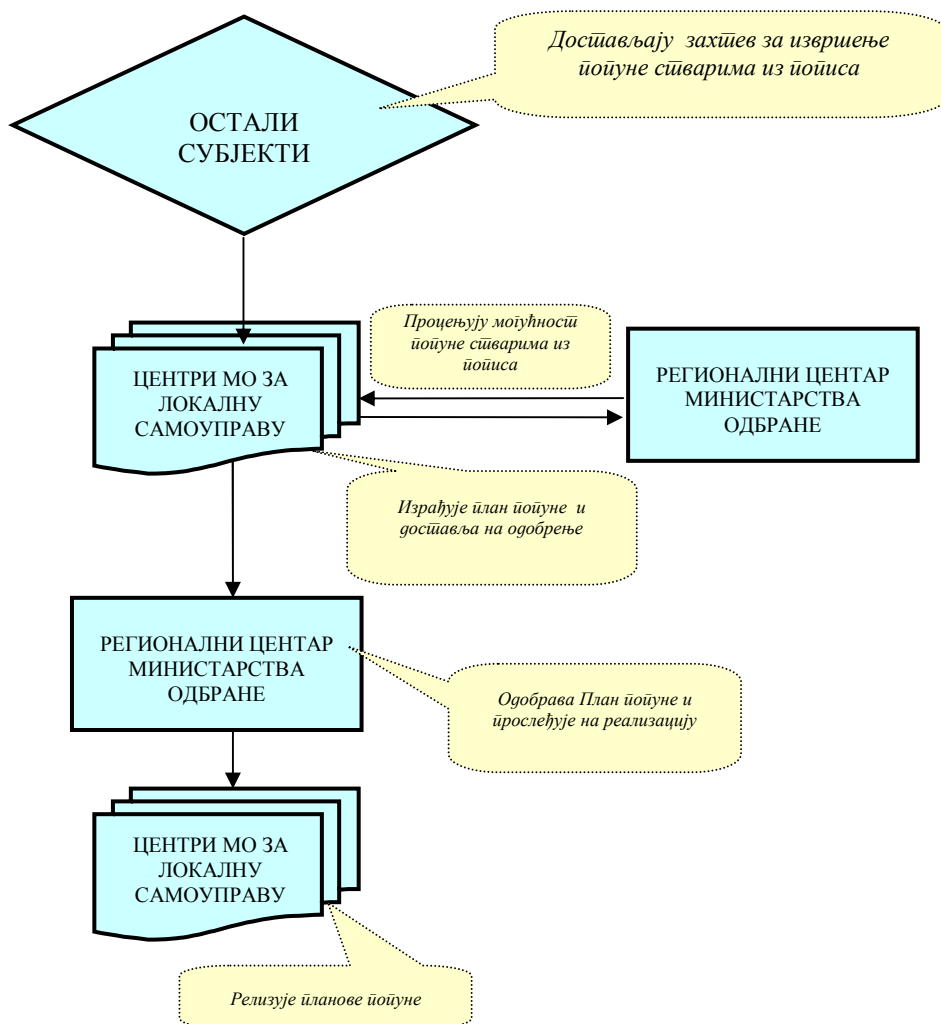 Достављају захтев за извршење
попуне стварима из пописа
ОСТАЛИ
СУБЈЕКТИ
Процењују могућност
попуне стварима из
пописа
ЦЕНТРИ МО ЗА
ЛОКАЛНУ
САМОУПРАВУ
РЕГИОНАЛНИ ЦЕНТАР
МИНИСТАРСТВА
ОДБРАНЕ
Израђује план попуне и
доставља на одобрење
РЕГИОНАЛНИ ЦЕНТАР
МИНИСТАРСТВА
ОДБРАНЕ
Одобрава План попуне и
прослеђује на реализацију
ЦЕНТРИ МО ЗА
ЛОКАЛНУ
САМОУПРАВУ
Релизује планове попуне